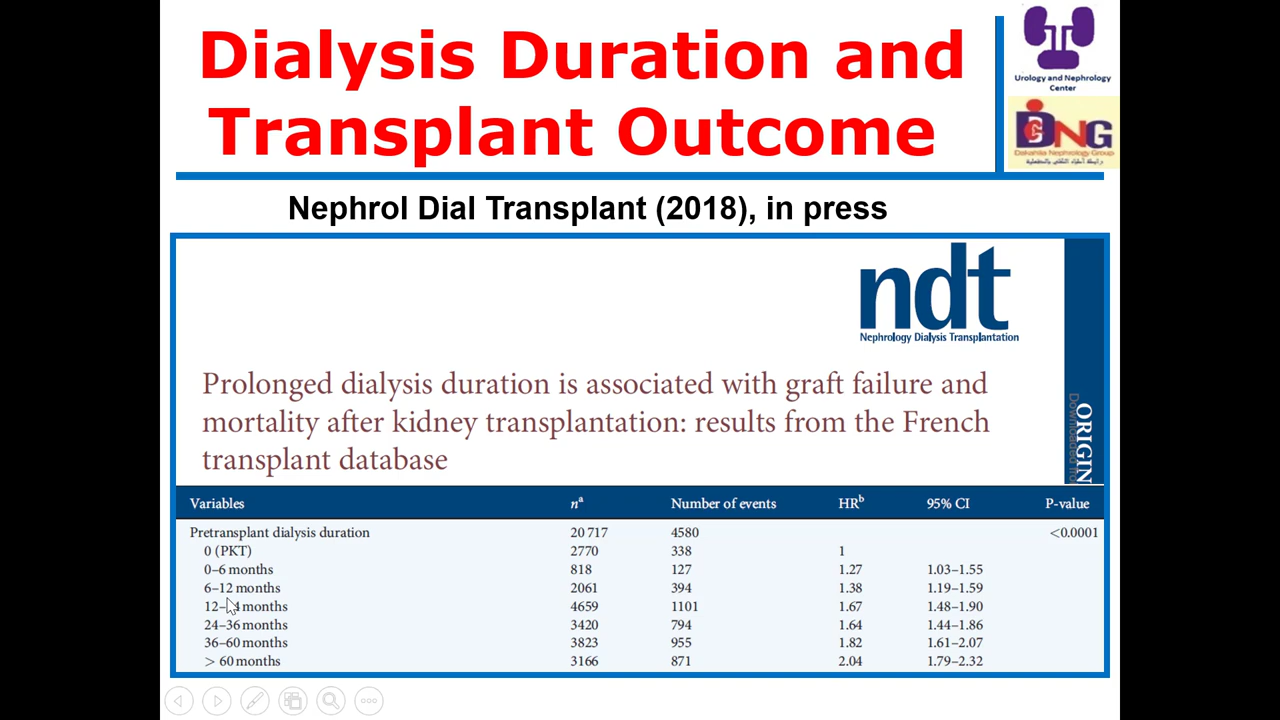 Dialysis Duration and
Transplant Outcome
Urology and Nephrology
Center
DNG
Dakahlia Nephrology Group
Nephrol Dial Transplant (2018), in press
ndt
Nephrology Dialysis Transplantation
Prolonged dialysis duration is associated with graft failure and
mortality after kidney transplantation: results from the French
transplant database
ORIGIN
Variables nᵃ Number of events HRᵇ 95% CI P-value
Pretransplant dialysis duration 20 717 4580 <0.0001
0 (PKT) 2770 338 1
0–6 months 818 127 1.27 1.03–1.55
6–12 months 2061 394 1.38 1.19–1.59
months 4659 1101 1.67 1.48–1.90
24–36 months 3420 794 1.64 1.44–1.86
36–60 months 3823 955 1.82 1.61–2.07
> 60 months 3166 871 2.04 1.79–2.32